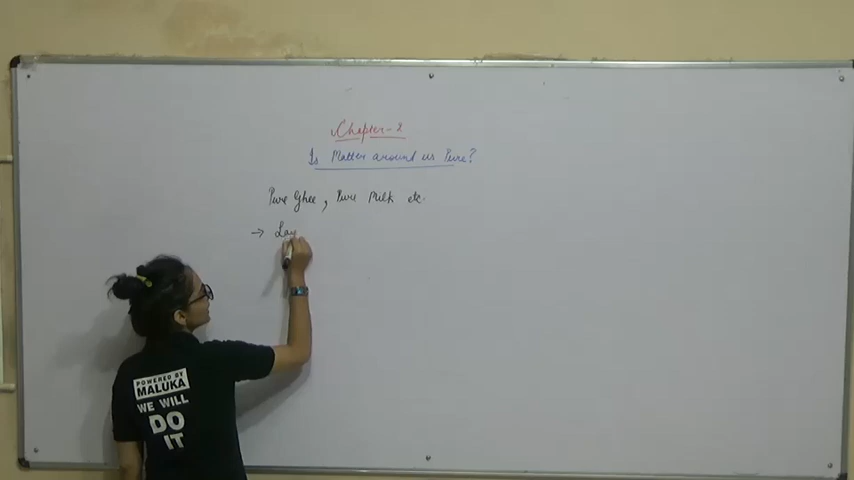 Chapter-2
Is Matter around us Pure?
Pure Ghee, Pure Milk etc.
→ Lay
POWERED BY
MALUKA
WE WILL
DO
IT